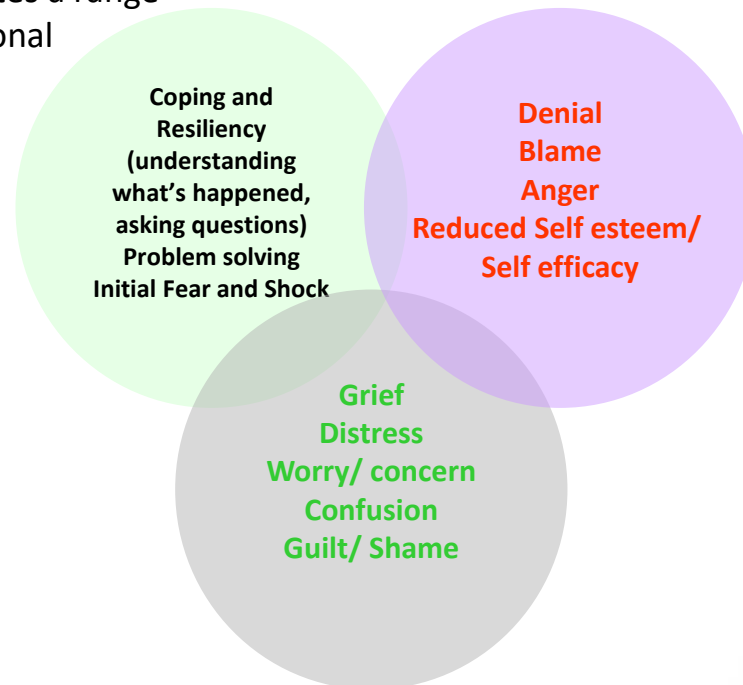 a range
onal
Coping and
Resiliency
(understanding
what's happened,
asking questions)
Problem solving
Initial Fear and Shock
Denial
Blame
Anger
Reduced Self esteem/
Self efficacy
Grief
Distress
Worry/ concern
Confusion
Guilt/ Shame